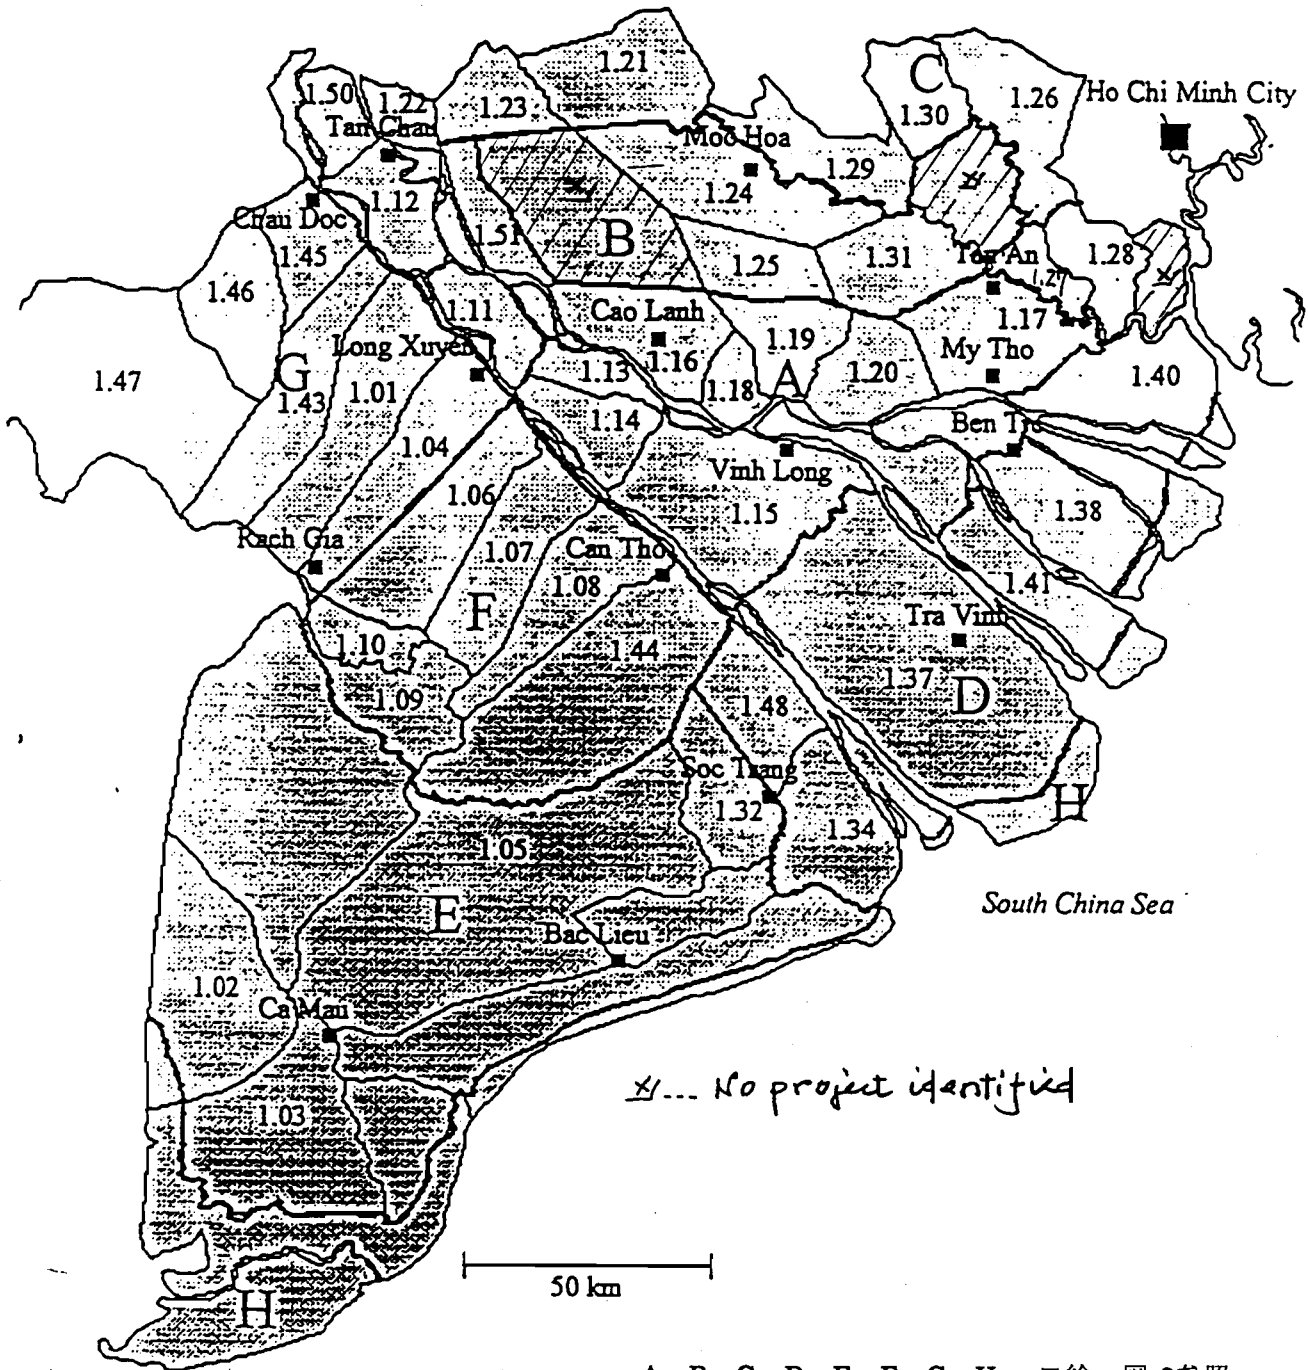 1.21
C
1.50
1.22
1.23
1.30
1.26
Ho Chi Minh City
Tan Chau
Moc Hoa
1.29
1.12
1.24
Chau Doc
1.51
B
1.45
1.25
1.31
Tan An
1.28
1.46
1.11
Cao Lanh
1.17
Long Xuyen
1.19
My Tho
1.47
G
1.43
1.01
1.13
1.16
1.18
A
1.20
1.40
1.14
Ben Tre
1.04
Vinh Long
1.06
1.15
1.38
Rach Gia
1.07
Can Tho
1.08
1.41
F
Tra Vinh
1.10
1.44
1.37
D
1.09
1.48
Soc Trang
1.32
H
1.34
1.05
E
South China Sea
Bac Lieu
1.02
Ca Mau
x/... No project identified
1.03
50 km
H